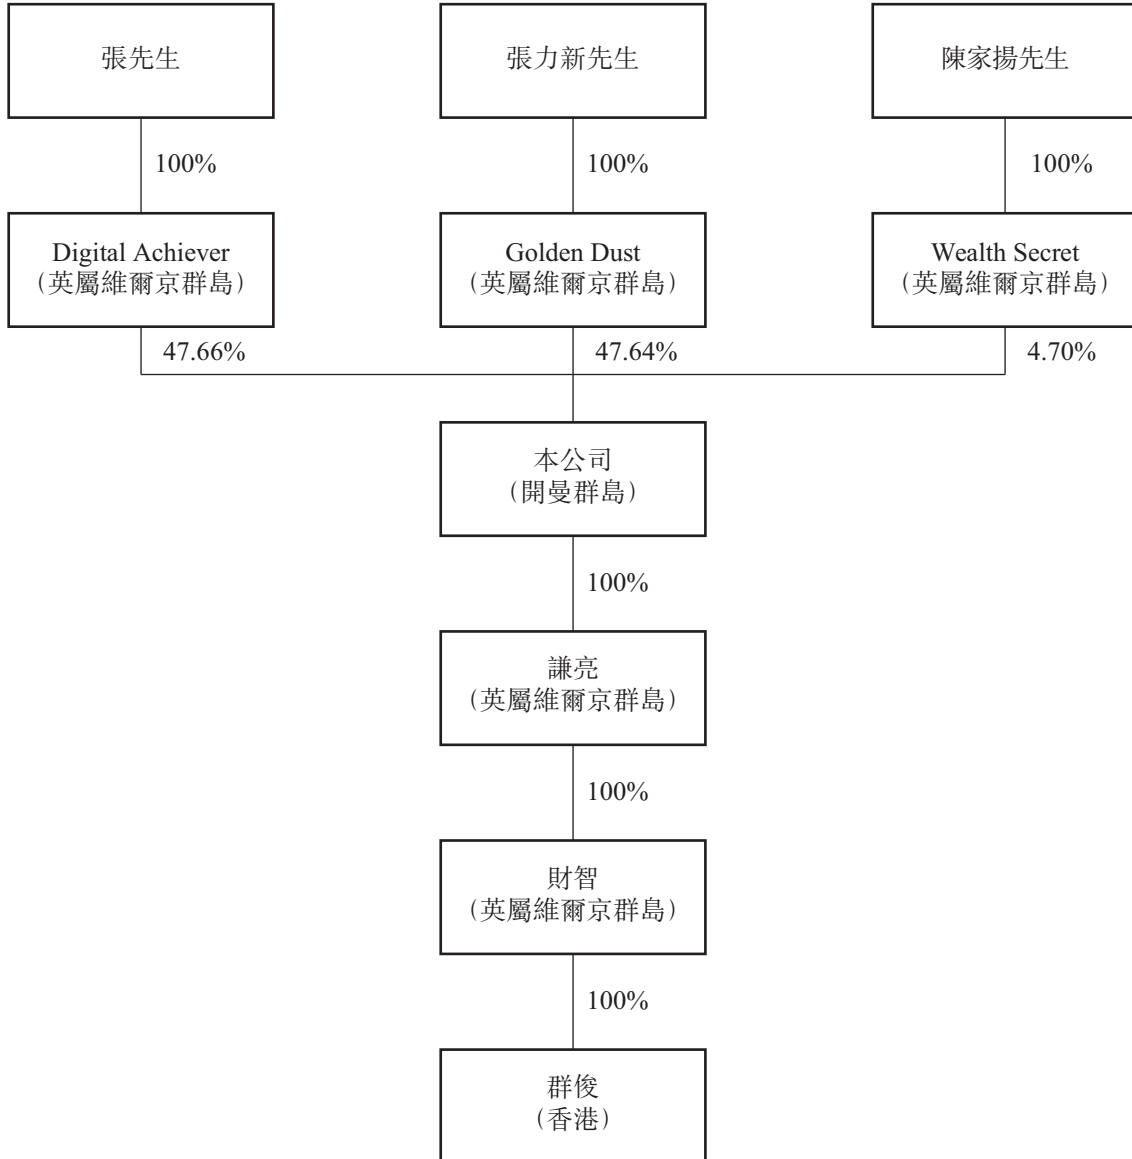 張先生
張力新先生
陳家揚先生
100%
100%
100%
Digital Achiever
（英屬維爾京群島）
Golden Dust
（英屬維爾京群島）
Wealth Secret
（英屬維爾京群島）
47.66%
47.64%
4.70%
本公司
（開曼群島）
100%
謙亮
（英屬維爾京群島）
100%
財智
（英屬維爾京群島）
100%
群俊
（香港）